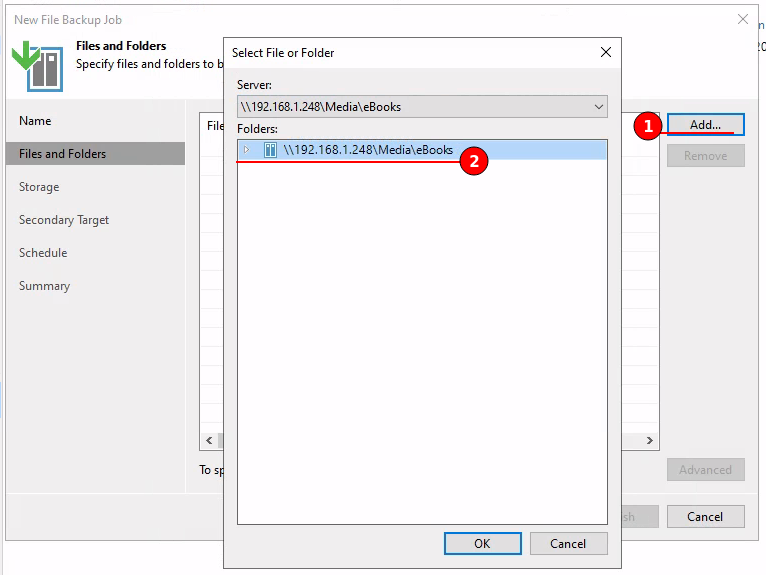 New File Backup Job
Files and Folders
Specify files and folders to b
Name
Files and Folders
Storage
Secondary Target
Schedule
Summary
File
To sp
Select File or Folder
Server:
\\192.168.1.248\Media\eBooks
Folders:
\\192.168.1.248\Media\eBooks
2
OK
Cancel
1
Add...
Remove
Advanced
sh
Cancel